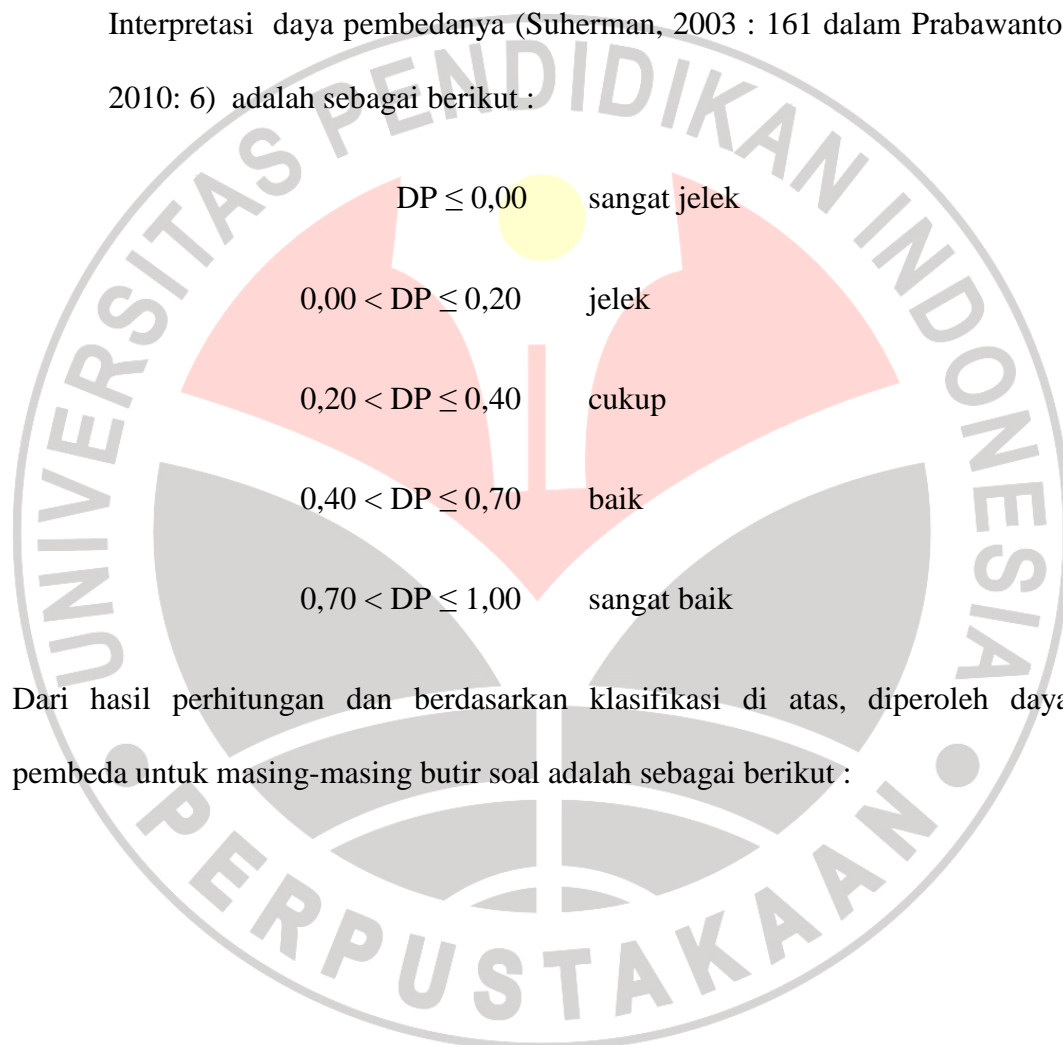 Interpretasi daya pembedanya (Suherman, 2003 : 161 dalam Prabawanto
2010: 6) adalah sebagai berikut :
DP ≤ 0,00 sangat jelek
0,00 < DP ≤ 0,20 jelek
0,20 < DP ≤ 0,40 cukup
0,40 < DP ≤ 0,70 baik
0,70 < DP ≤ 1,00 sangat baik
Dari hasil perhitungan dan berdasarkan klasifikasi di atas, diperoleh daya
pembeda untuk masing-masing butir soal adalah sebagai berikut :
UNIVERSITAS PENDIDIKAN INDONESIA
PERPUSTAKAAN